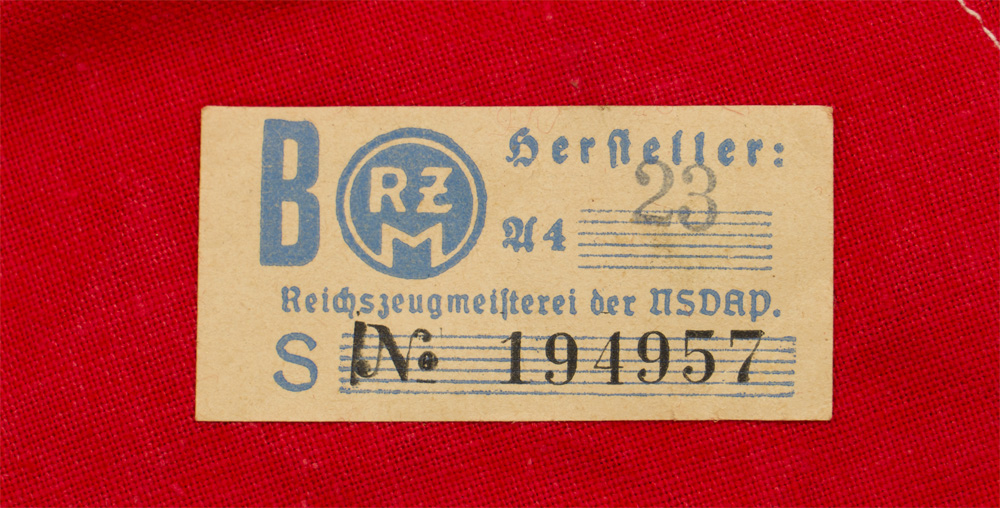 B RZM Hersteller:
A4 23
Reichszeugmeisterei der NSDAP.
S No. 194957